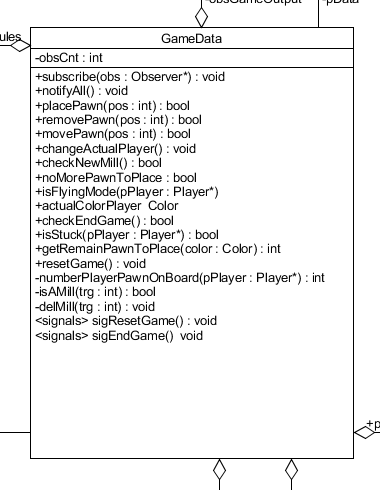 -obsGameOutput
-pData
ules
GameData
-obsCnt : int
+subscribe(obs : Observer*) : void
+notifyAll() : void
+placePawn(pos : int) : bool
+removePawn(pos : int) : bool
+movePawn(pos : int) : bool
+changeActualPlayer() : void
+checkNewMill() : bool
+noMorePawnToPlace : bool
+isFlyingMode(pPlayer : Player*)
+actualColorPlayer Color
+checkEndGame() : bool
+isStuck(pPlayer : Player*) : bool
+getRemainPawnToPlace(color : Color) : int
+resetGame() : void
-numberPlayerPawnOnBoard(pPlayer : Player*) : int
-isAMill(trg : int) : bool
-delMill(trg : int) : void
<signals> sigResetGame() : void
<signals> sigEndGame() void
+p